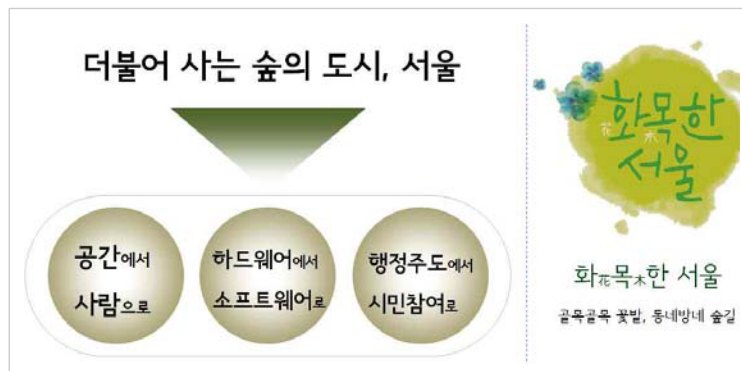 더불어 사는 숲의 도시, 서울
공간에서
사람으로
하드웨어에서
소프트웨어로
행정주도에서
시민참여로
화花목木한
서울
화花목木한 서울
골목골목 꽃밭, 동네방네 숲길